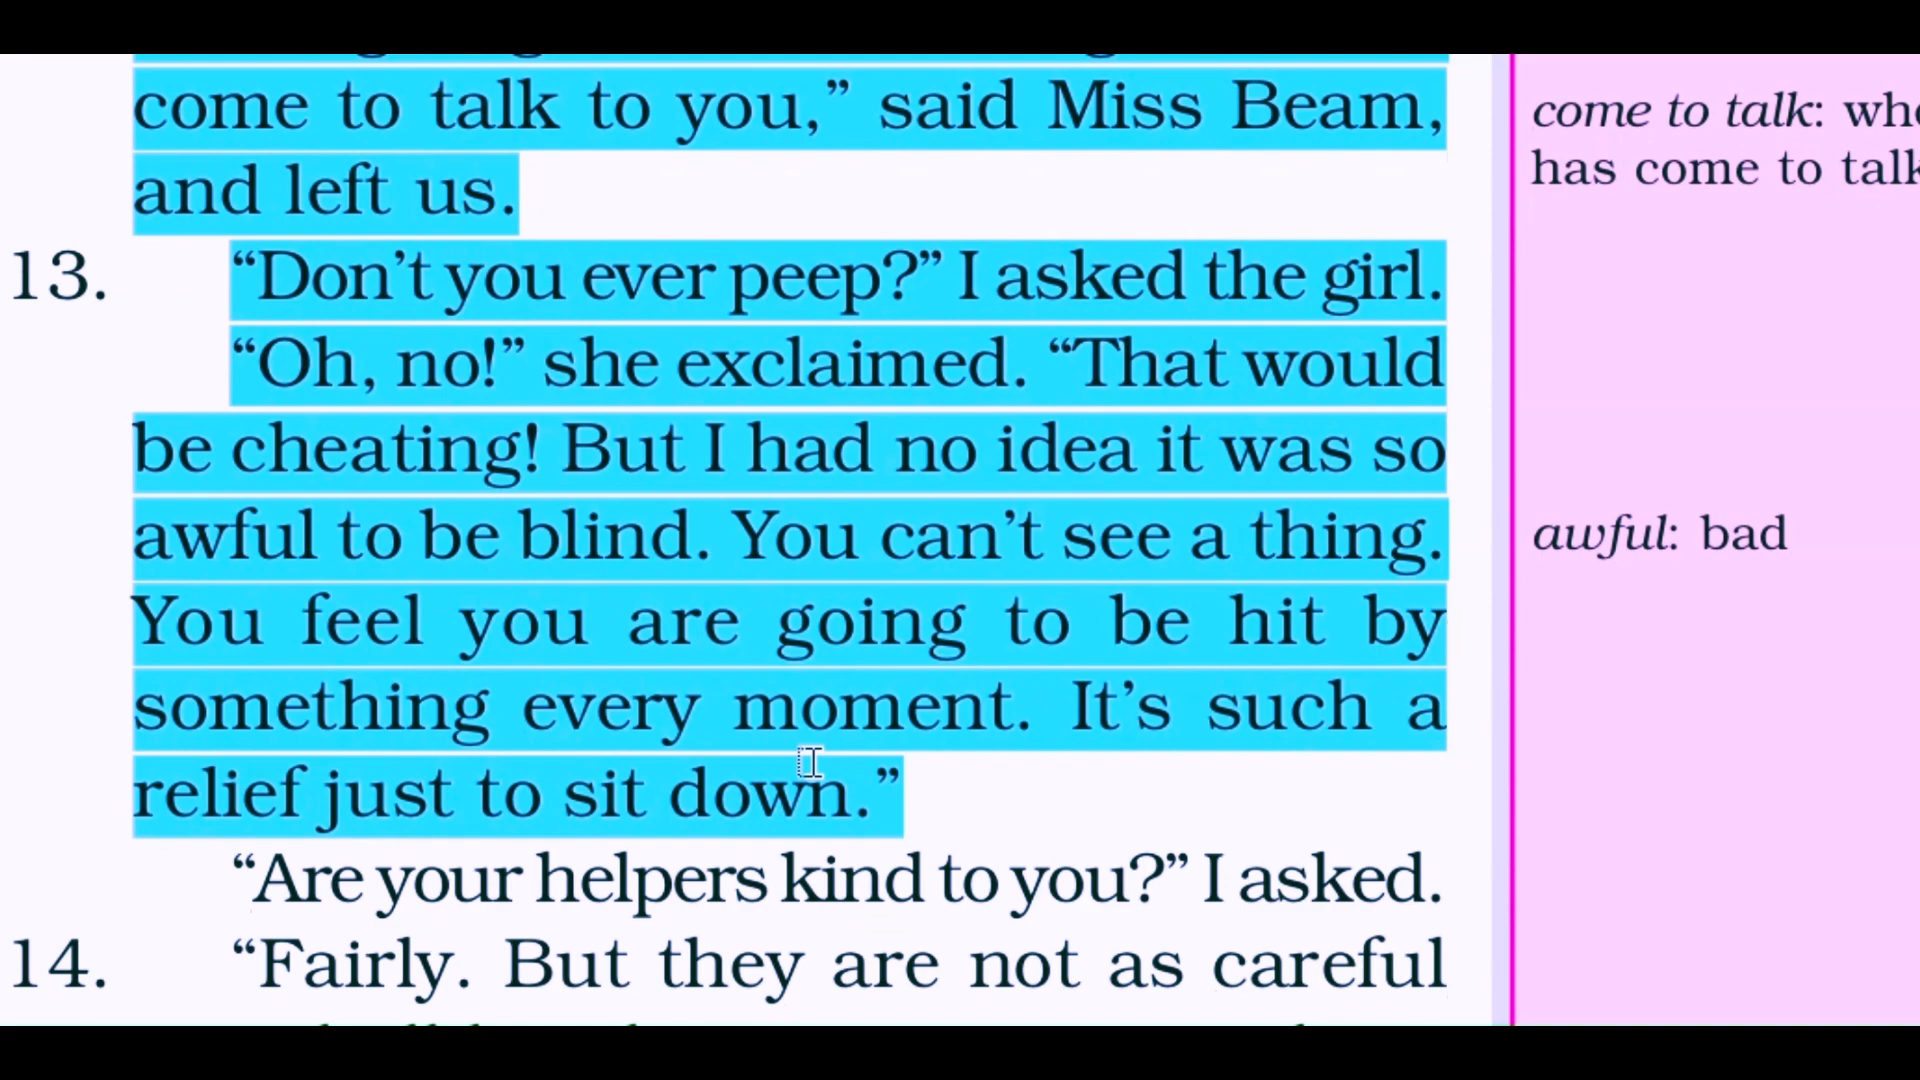 come to talk to you,” said Miss Beam,
and left us.
13. “Don’t you ever peep?” I asked the girl.
“Oh, no!” she exclaimed. “That would
be cheating! But I had no idea it was so
awful to be blind. You can’t see a thing.
You feel you are going to be hit by
something every moment. It’s such a
relief just to sit down.”
“Are your helpers kind to you?” I asked.
14. “Fairly. But they are not as careful
come to talk:
has come to
awful: bad